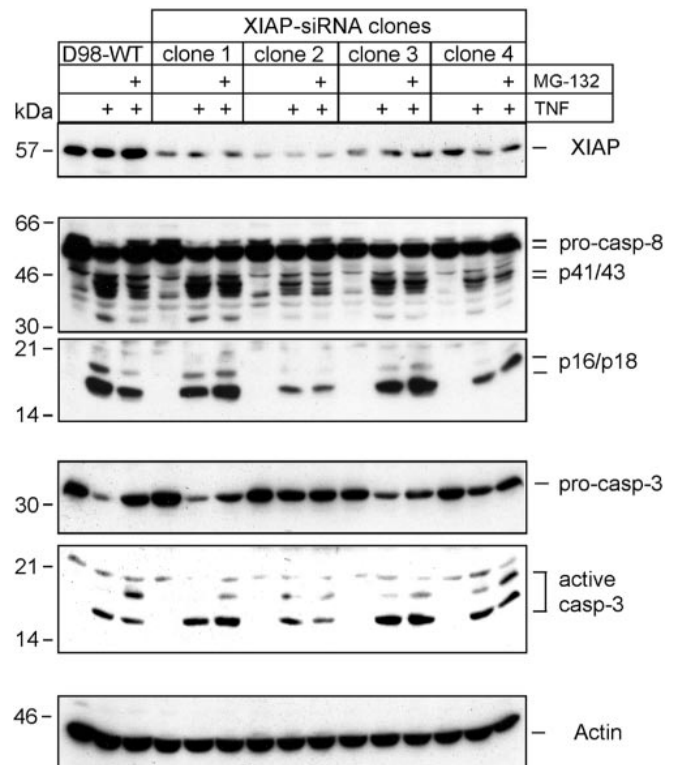 XIAP-siRNA clones
D98-WT clone 1 clone 2 clone 3 clone 4
+ + + + + MG-132
kDa + + + + + + + + + + TNF
57 – – XIAP
66 –
= pro-casp-8
46 – = p41/43
30 –
21 –
p16/p18
14 –
– pro-casp-3
30 –
21 –
active
casp-3
14 –
46 –
– Actin